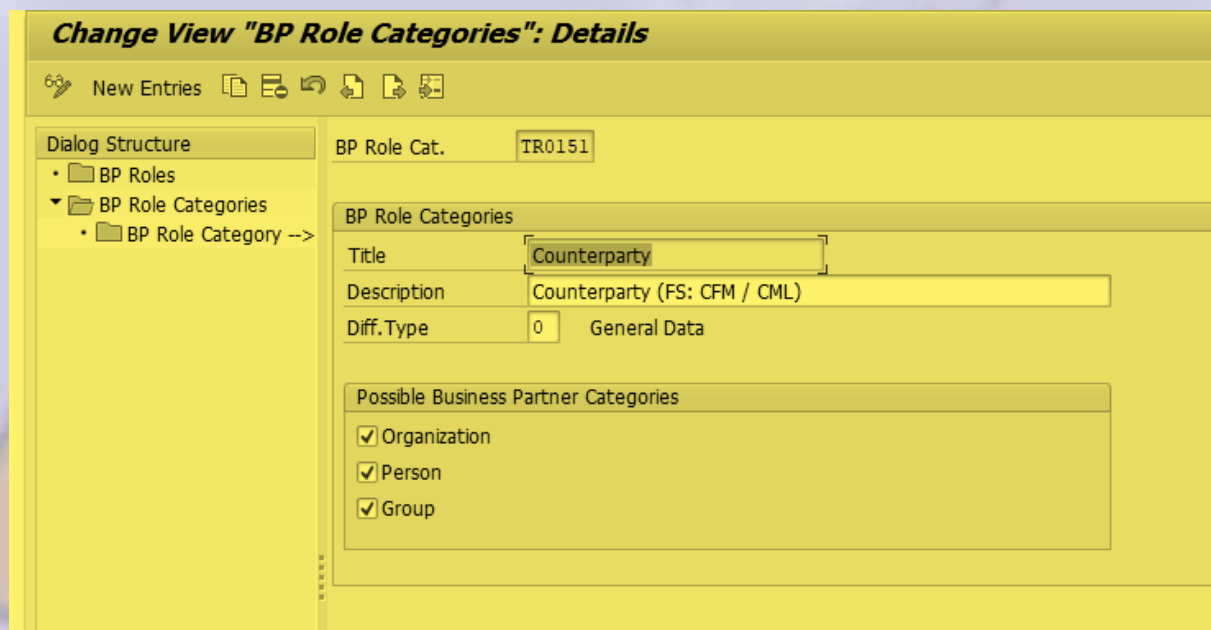 Change View "BP Role Categories": Details
New Entries
Dialog Structure
BP Roles
BP Role Categories
BP Role Category -->
BP Role Cat. TR0151
BP Role Categories
Title Counterparty
Description Counterparty (FS: CFM / CML)
Diff.Type 0 General Data
Possible Business Partner Categories
Organization
Person
Group